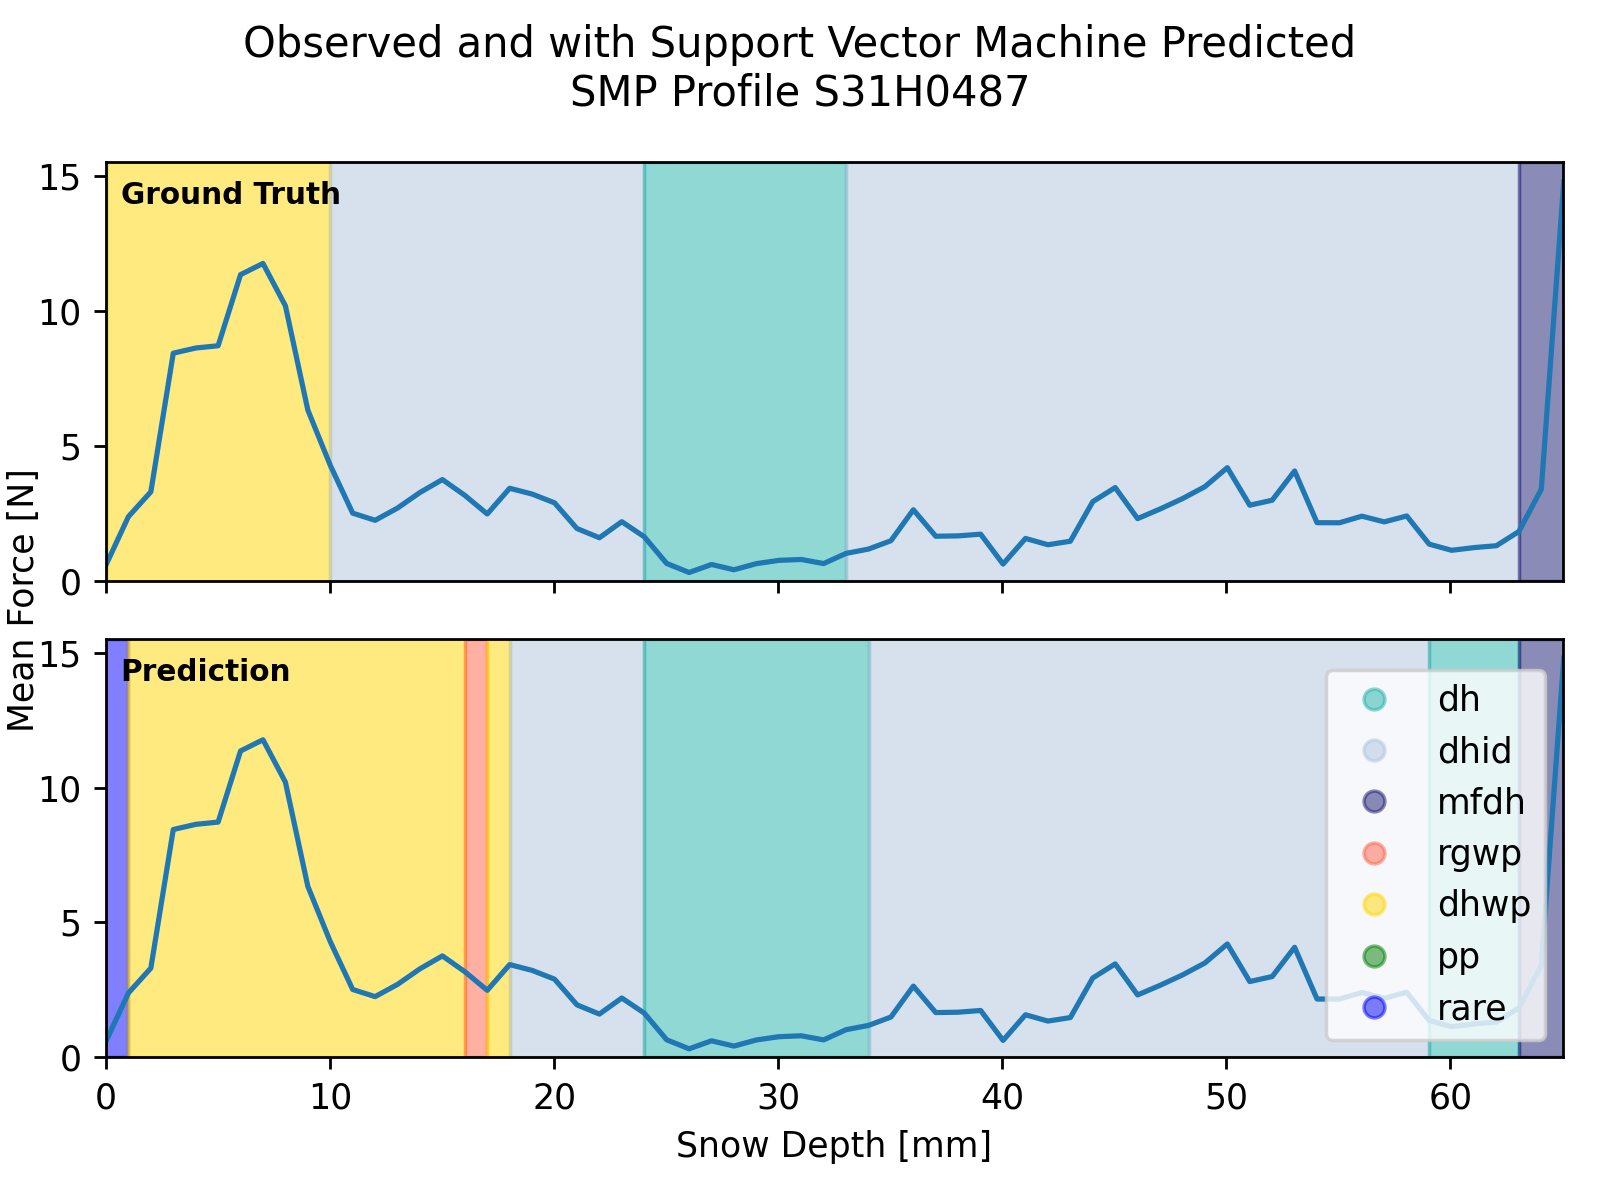 Observed and with Support Vector Machine Predicted
SMP Profile S31H0487
Mean Force [N]
15
10
5
0
Ground Truth
15
10
5
0
Prediction
dh
dhid
mfdh
rgwp
dhwp
pp
rare
0 10 20 30 40 50 60
Snow Depth [mm]